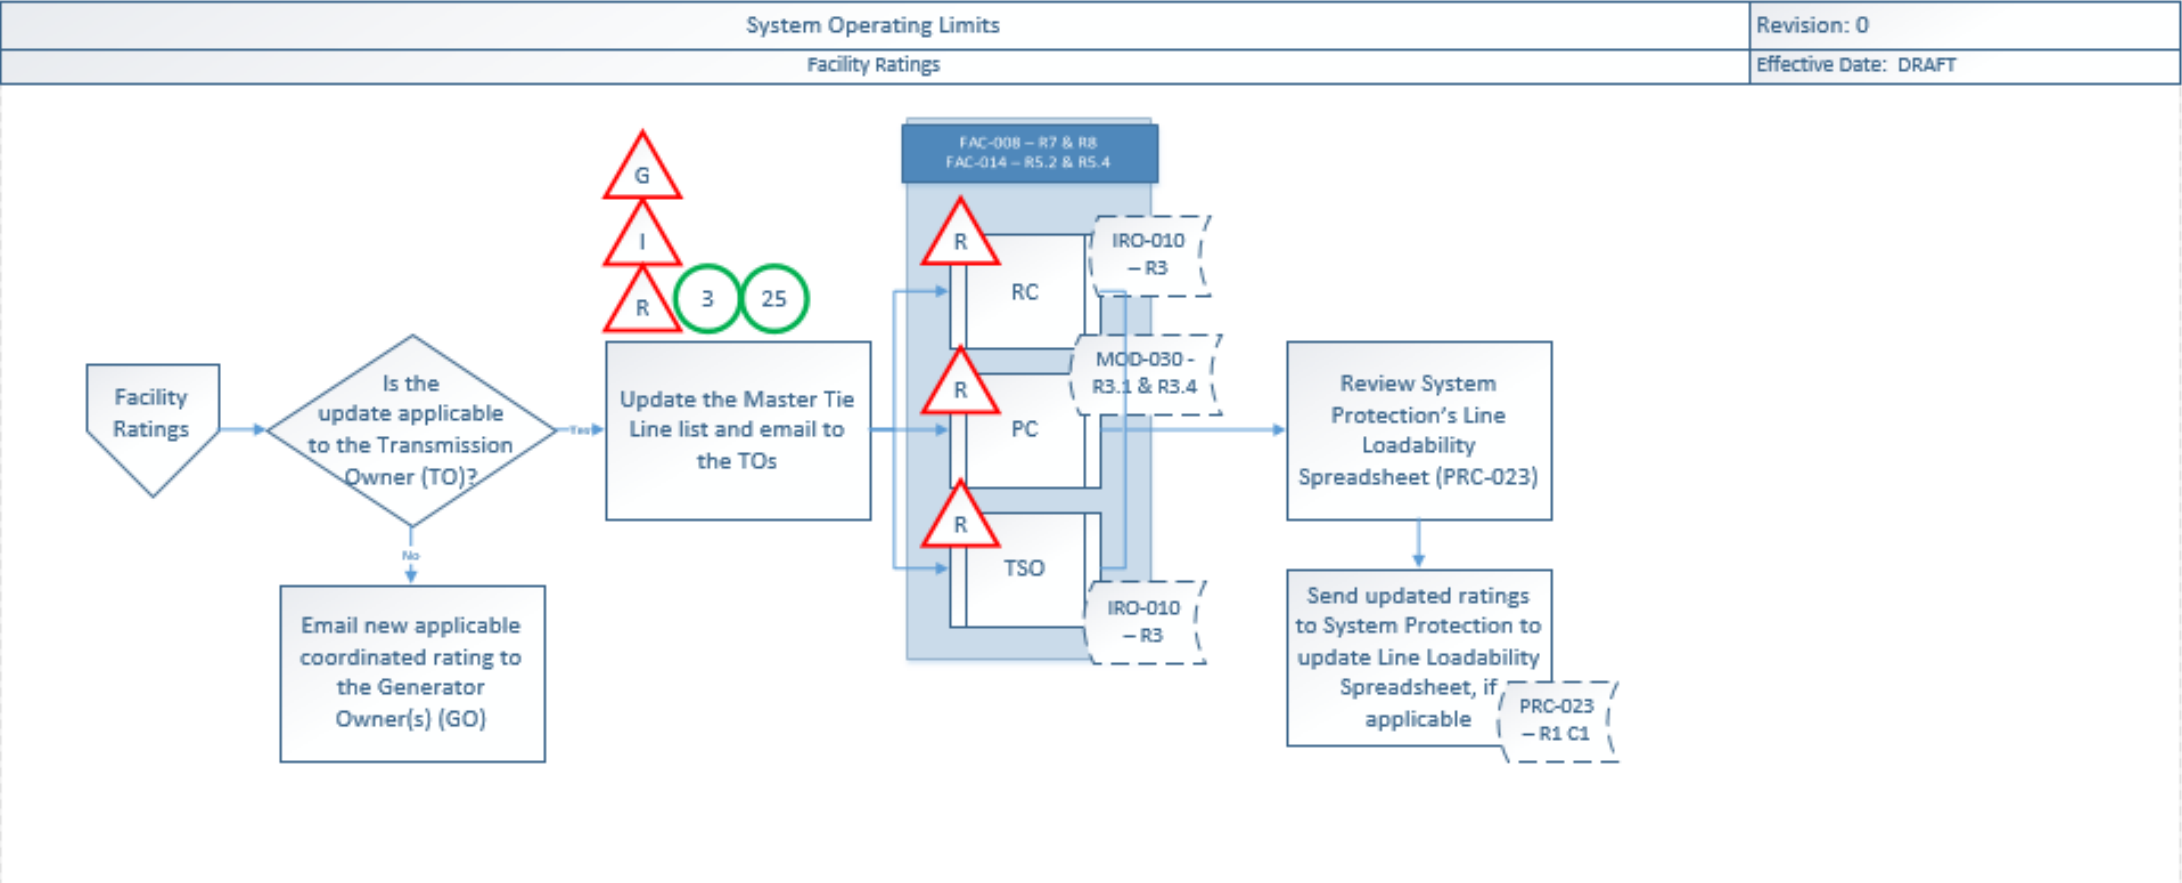 System Operating Limits
Revision: 0
Facility Ratings
Effective Date: DRAFT
FAC-008 – R7 & R8
FAC-014 – R5.2 & R5.4
G
I
R
3
25
R
RC
IRO-010
– R3
Facility
Ratings
Is the
update applicable
to the Transmission
Owner (TO)?
Yes
No
Email new applicable
coordinated rating to
the Generator
Owner(s) (GO)
Update the Master Tie
Line list and email to
the TOs
R
PC
MOD-030 -
R3.1 & R3.4
R
TSO
IRO-010
– R3
Review System
Protection’s Line
Loadability
Spreadsheet (PRC-023)
Send updated ratings
to System Protection to
update Line Loadability
Spreadsheet, if
applicable
PRC-023
– R1 C1